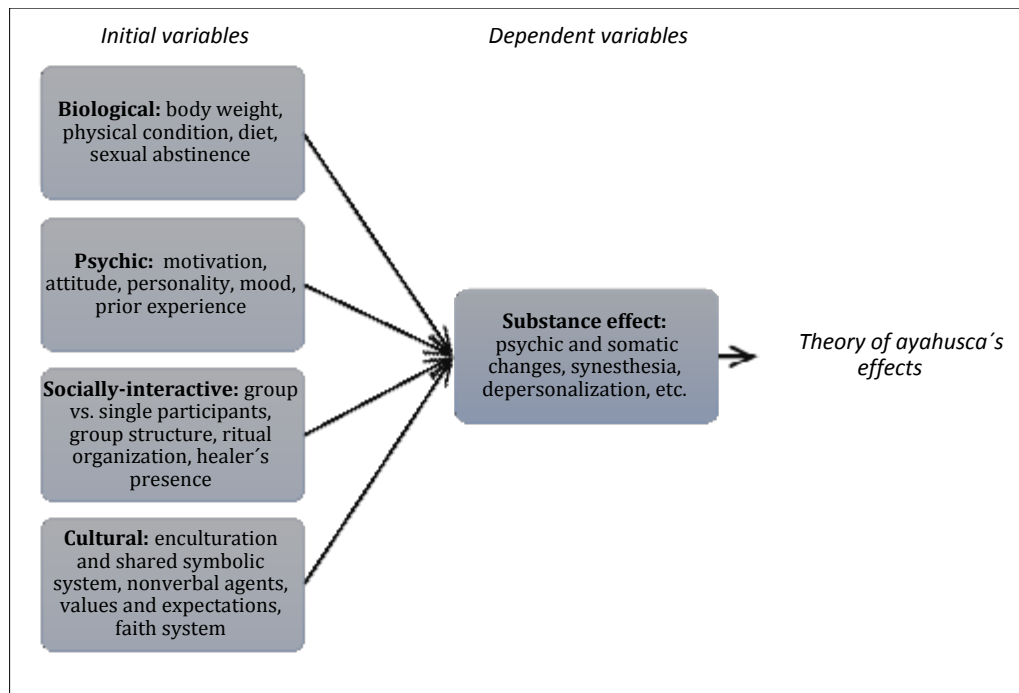 Initial variables
Dependent variables
Biological: body weight,
physical condition, diet,
sexual abstinence
Psychic: motivation,
attitude, personality, mood,
prior experience
Socially-interactive: group
vs. single participants,
group structure, ritual
organization, healer´s
presence
Cultural: enculturation
and shared symbolic
system, nonverbal agents,
values and expectations,
faith system
Substance effect:
psychic and somatic
changes, synesthesia,
depersonalization, etc.
Theory of ayahusca´s
effects